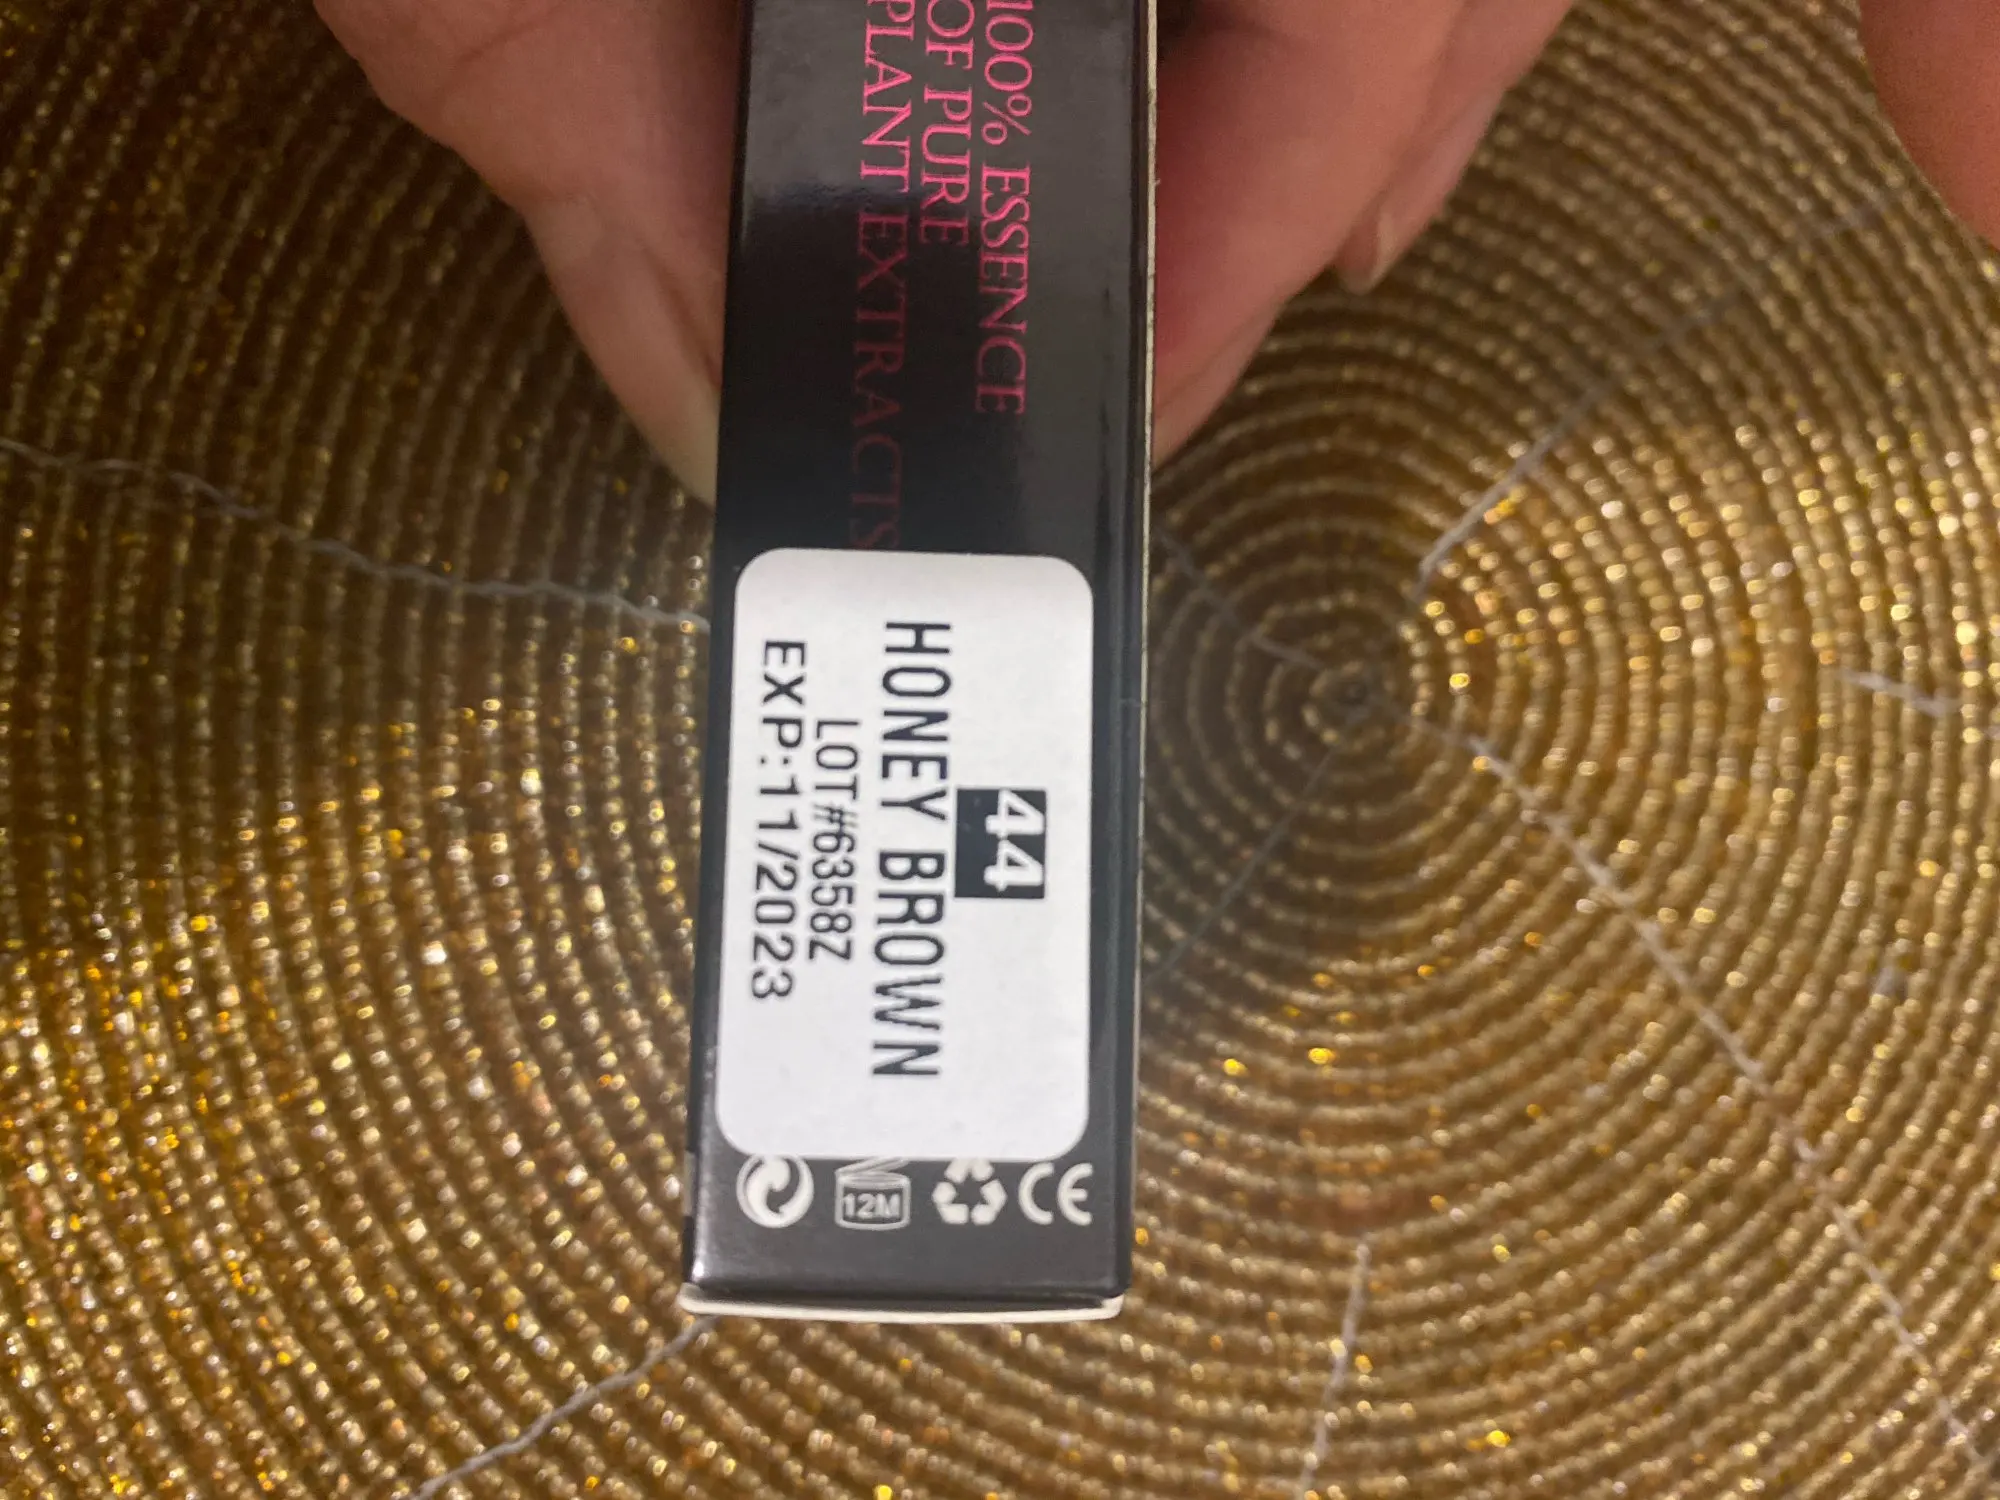 100% ESSENCE
OF PURE
PLANT EXTRACTS
44
HONEY BROWN
LOT#6358Z
EXP:11/2023
12M
CE